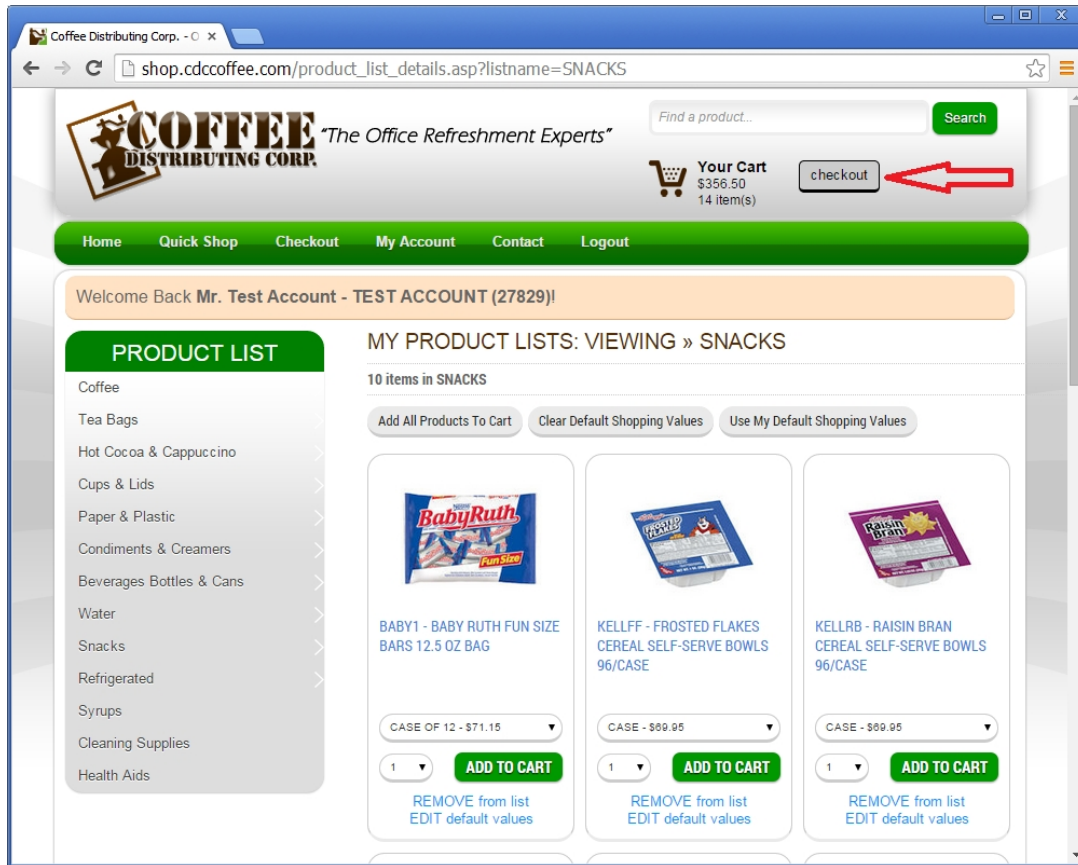 Coffee Distributing Corp. - O
shop.cdccoffee.com/product_list_details.asp?listname=SNACKS
COFFEE
DISTRIBUTING CORP.
"The Office Refreshment Experts"
Find a product...
Search
Your Cart
$356.50
14 item(s)
checkout
Home Quick Shop Checkout My Account Contact Logout
Welcome Back Mr. Test Account - TEST ACCOUNT (27829)!
PRODUCT LIST
Coffee
Tea Bags
Hot Cocoa & Cappuccino
Cups & Lids
Paper & Plastic
Condiments & Creamers
Beverages Bottles & Cans
Water
Snacks
Refrigerated
Syrups
Cleaning Supplies
Health Aids
MY PRODUCT LISTS: VIEWING » SNACKS
10 items in SNACKS
Add All Products To Cart
Clear Default Shopping Values
Use My Default Shopping Values
BabyRuth
Fun Size
BABY1 - BABY RUTH FUN SIZE
BARS 12.5 OZ BAG
CASE OF 12 - $71.15
1
ADD TO CART
REMOVE from list
EDIT default values
FROSTED
FLAKES
KELLFF - FROSTED FLAKES
CEREAL SELF-SERVE BOWLS
96/CASE
CASE - $69.95
1
ADD TO CART
REMOVE from list
EDIT default values
Raisin
Bran
KELLRB - RAISIN BRAN
CEREAL SELF-SERVE BOWLS
96/CASE
CASE - $69.95
1
ADD TO CART
REMOVE from list
EDIT default values